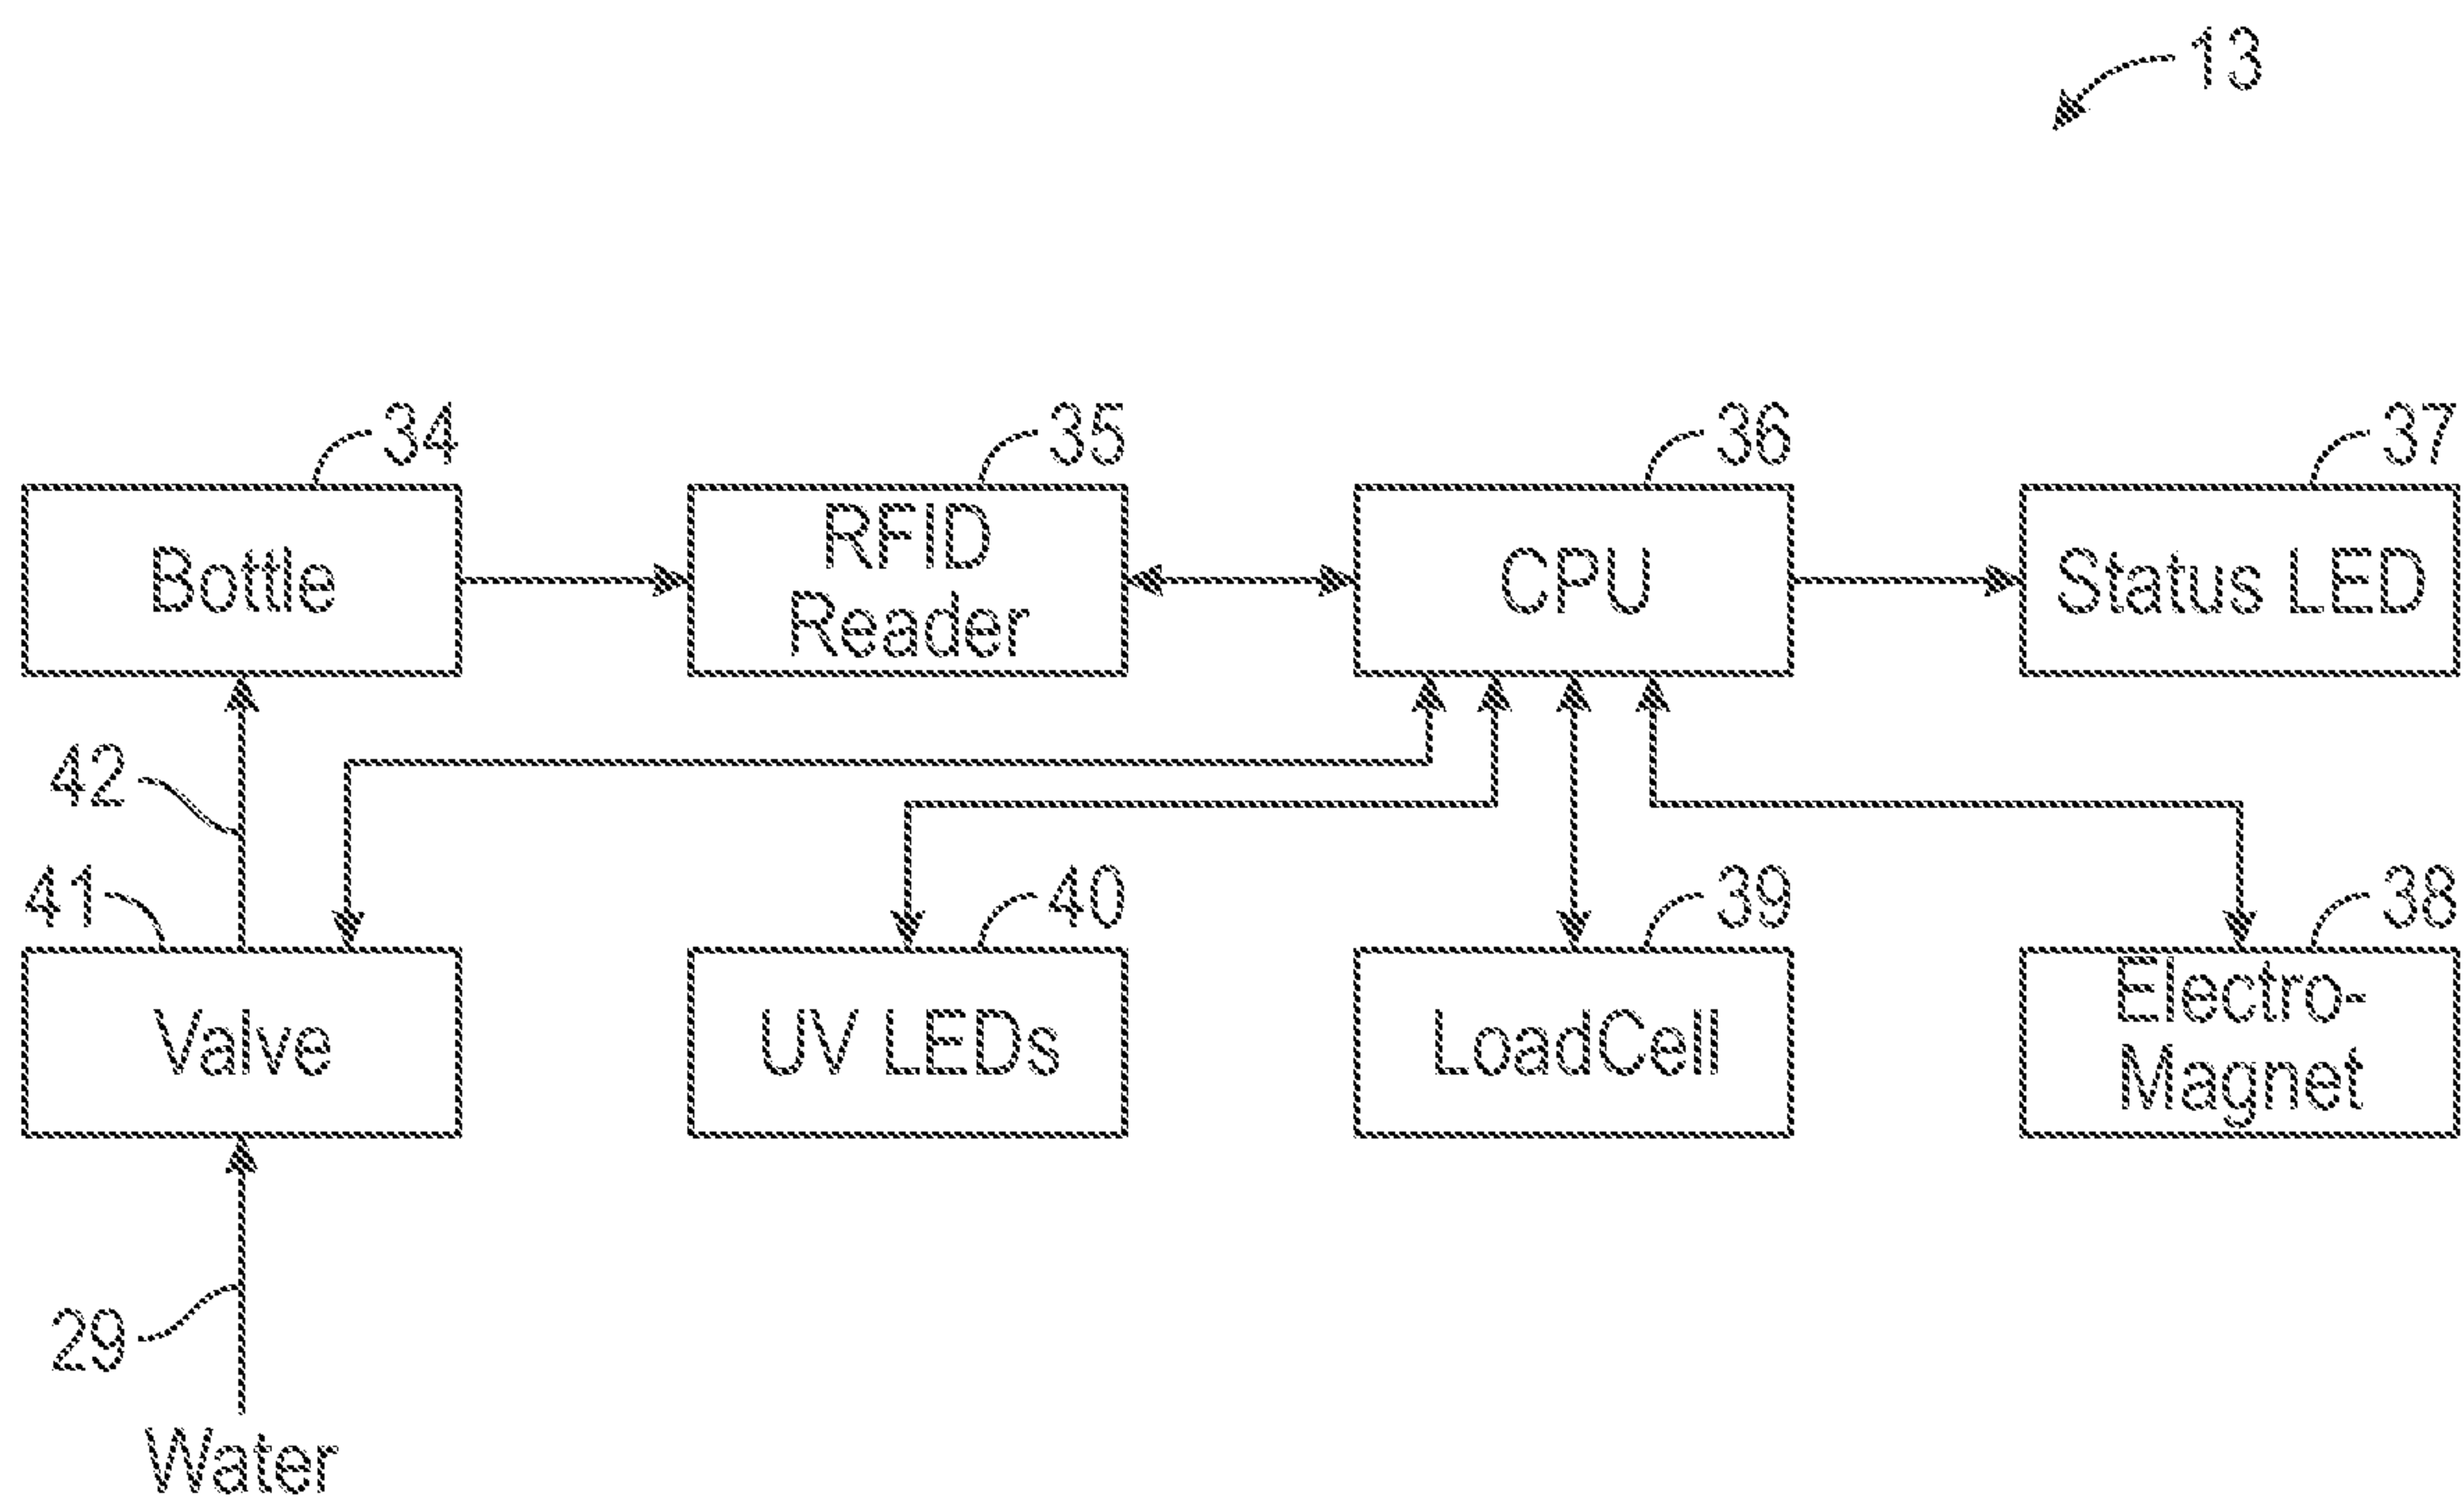 13
34
35
36
37
Bottle
RFID
Reader
CPU
Status LED
42
41
40
39
38
Valve
UV LEDs
LoadCell
Electro-
Magnet
29
Water